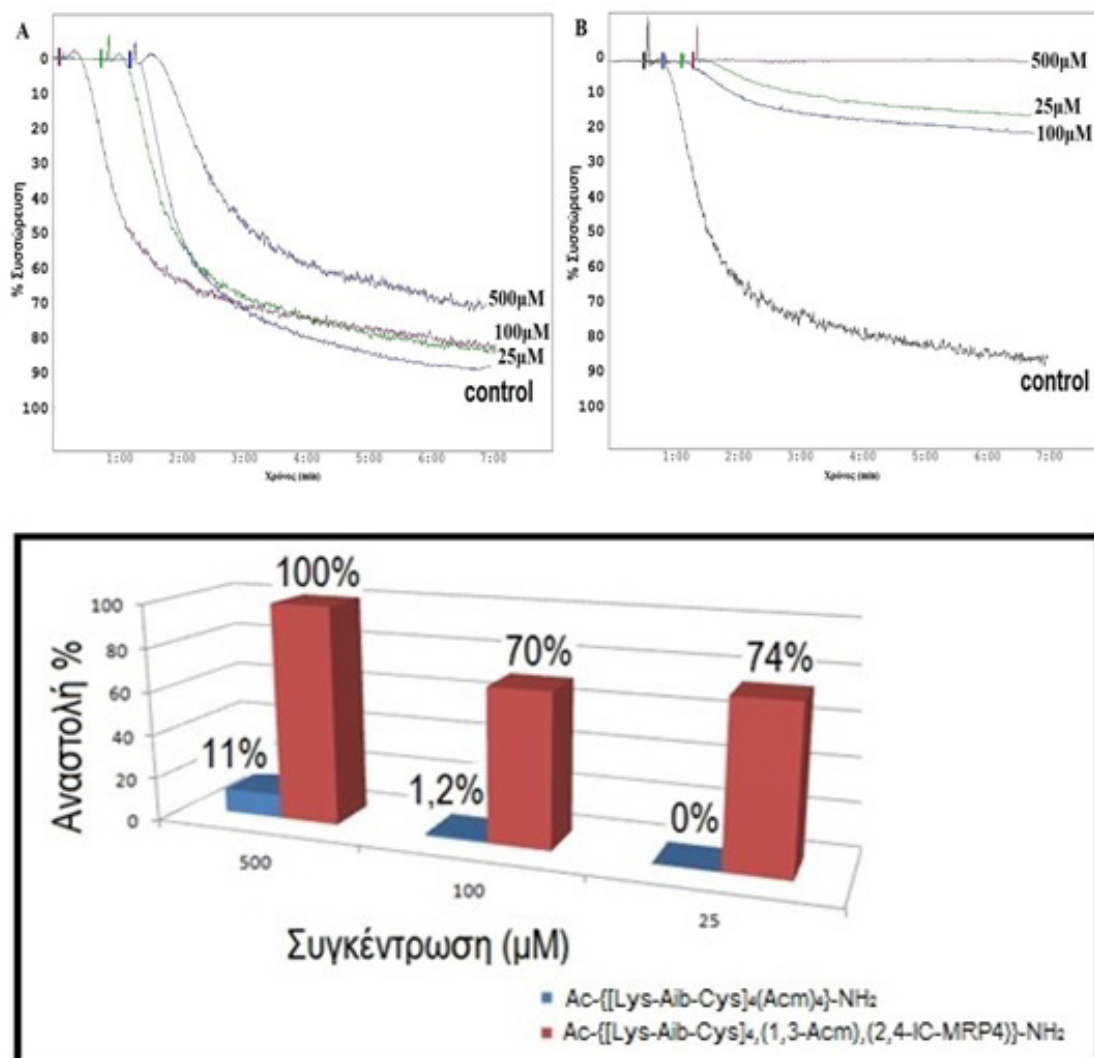 A
% Συσσώρευση
0
10
20
30
40
50
60
70
80
90
100
500μM
100μM
25μM
control
1:00 2:00 3:00 4:00 5:00 6:00 7:00
Χρόνος (min)
B
% Συσσώρευση
0
10
20
30
40
50
60
70
80
90
100
500μM
25μM
100μM
control
1:00 2:00 3:00 4:00 5:00 6:00 7:00
Χρόνος (min)
Αναστολή %
100
80
60
40
20
0
100%
70%
74%
11%
1,2%
0%
500
100
25
Συγκέντρωση (μM)
Ac-{[Lys-Aib-Cys]₄(Acm)₄}-NH₂
Ac-{[Lys-Aib-Cys]₄,(1,3-Acm),(2,4-IC-MRP4)}-NH₂